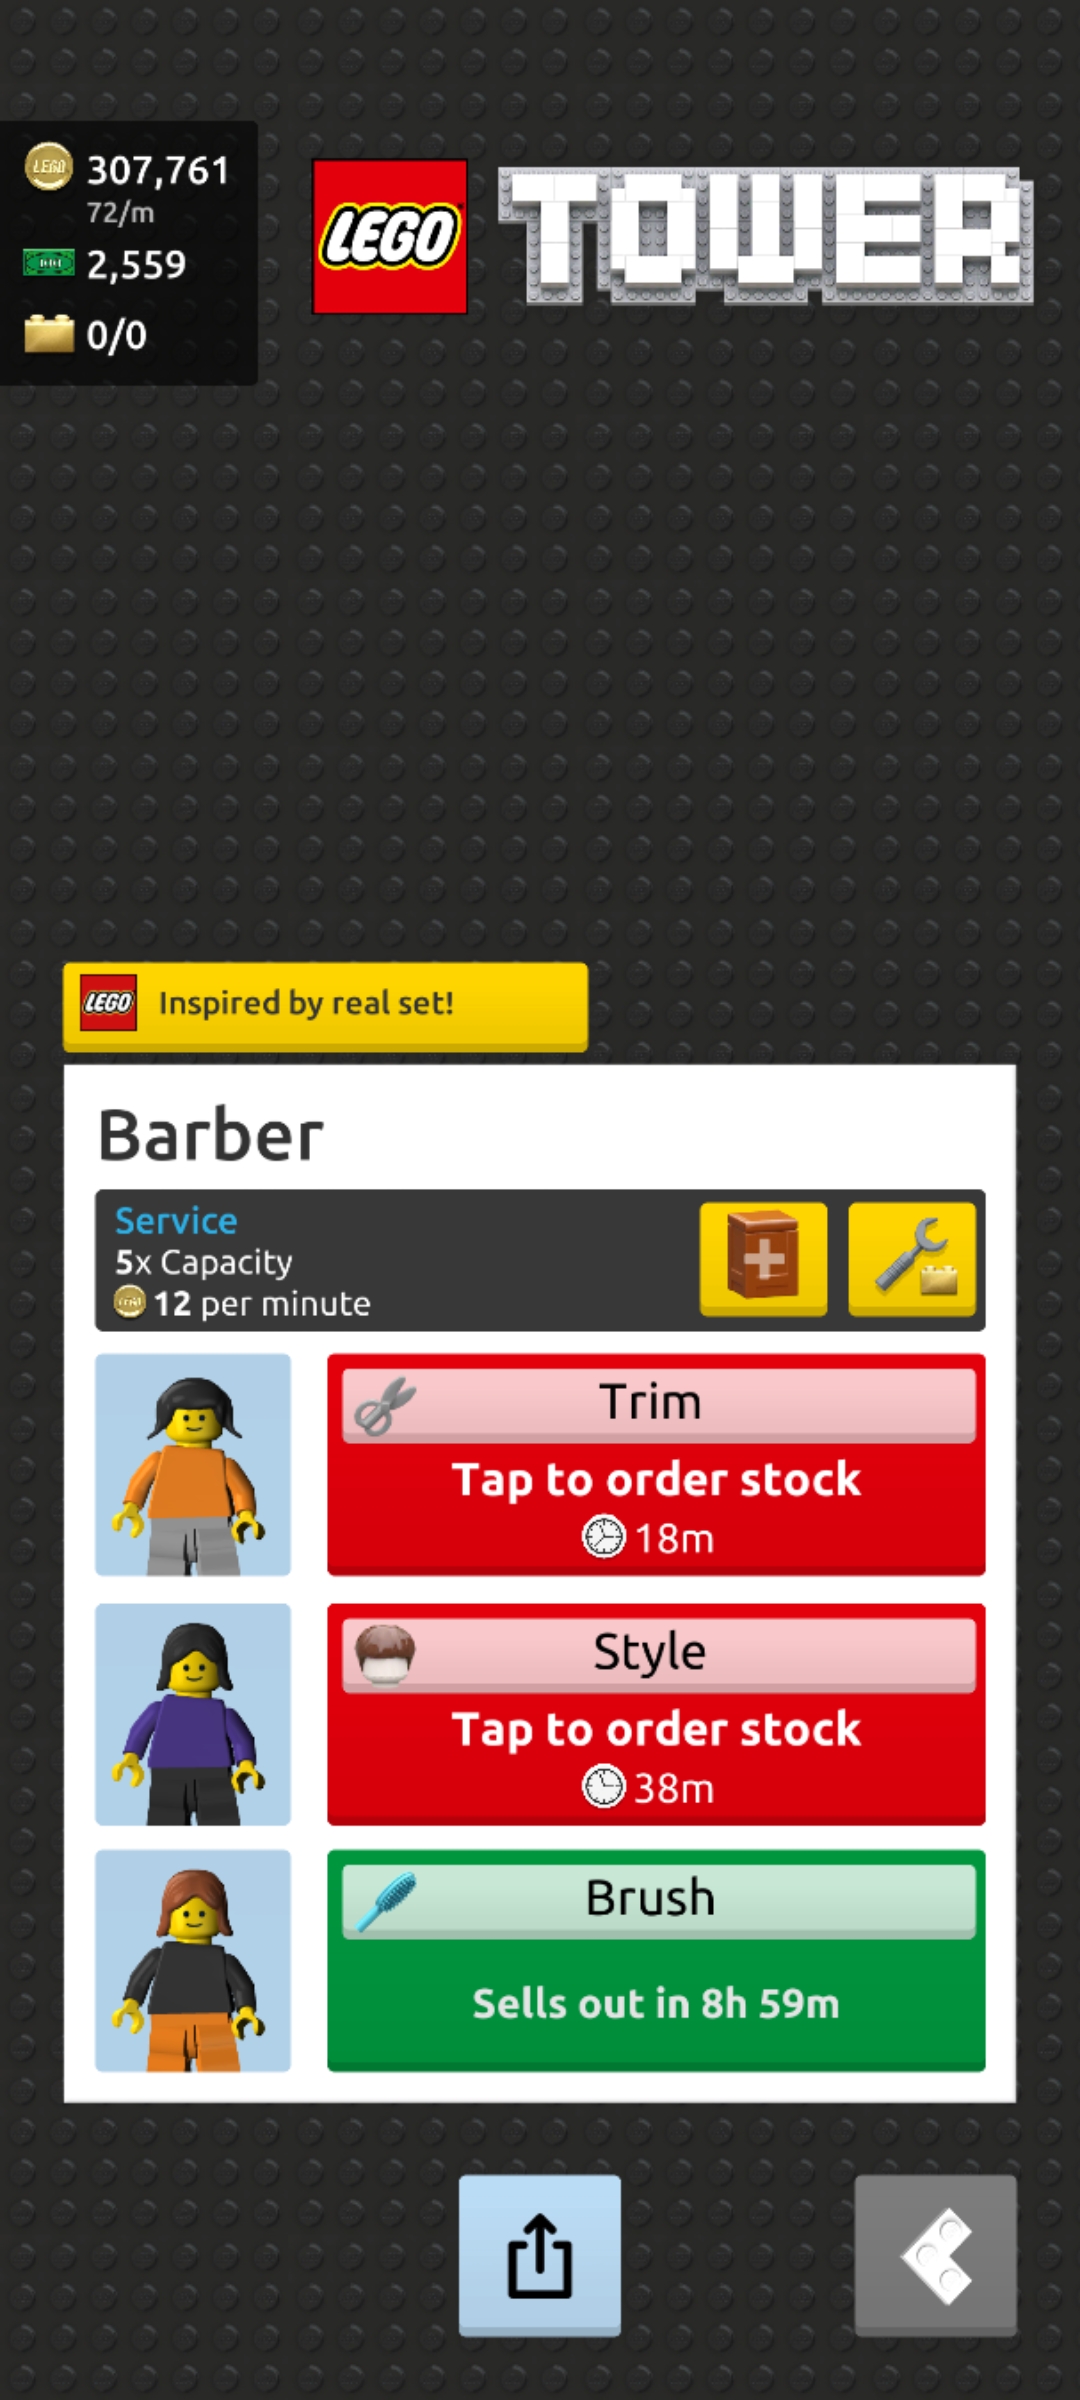 307,761
72/m
2,559
0/0
LEGO
TOWER
LEGO
Inspired by real set!
Barber
Service
5x Capacity
12 per minute
Trim
Tap to order stock
18m
Style
Tap to order stock
38m
Brush
Sells out in 8h 59m